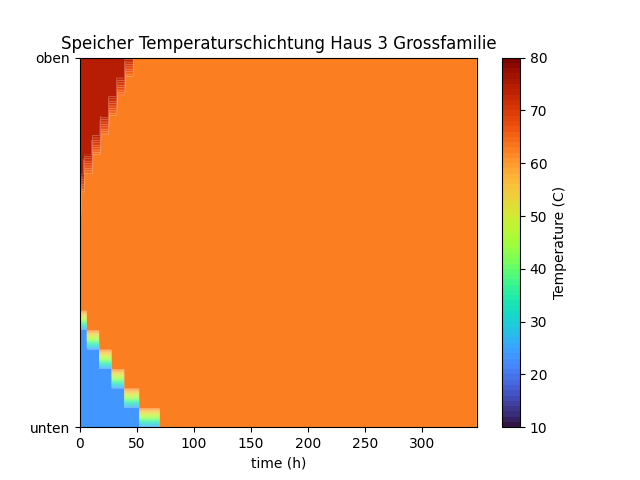 Speicher Temperaturschichtung Haus 3 Grossfamilie
oben
unten
0 50 100 150 200 250 300
time (h)
80
70
60
50
40
30
20
10
Temperature (C)